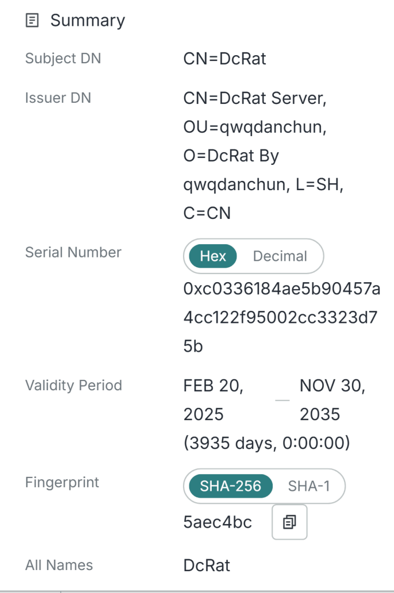 Summary
Subject DN CN=DcRat
Issuer DN CN=DcRat Server,
OU=qwqdanchun,
O=DcRat By
qwqdanchun, L=SH,
C=CN
Serial Number Hex Decimal
0xc0336184ae5b90457a
4cc122f95002cc3323d7
5b
Validity Period FEB 20, — NOV 30,
2025 2035
(3935 days, 0:00:00)
Fingerprint SHA-256 SHA-1
5aec4bc
All Names DcRat